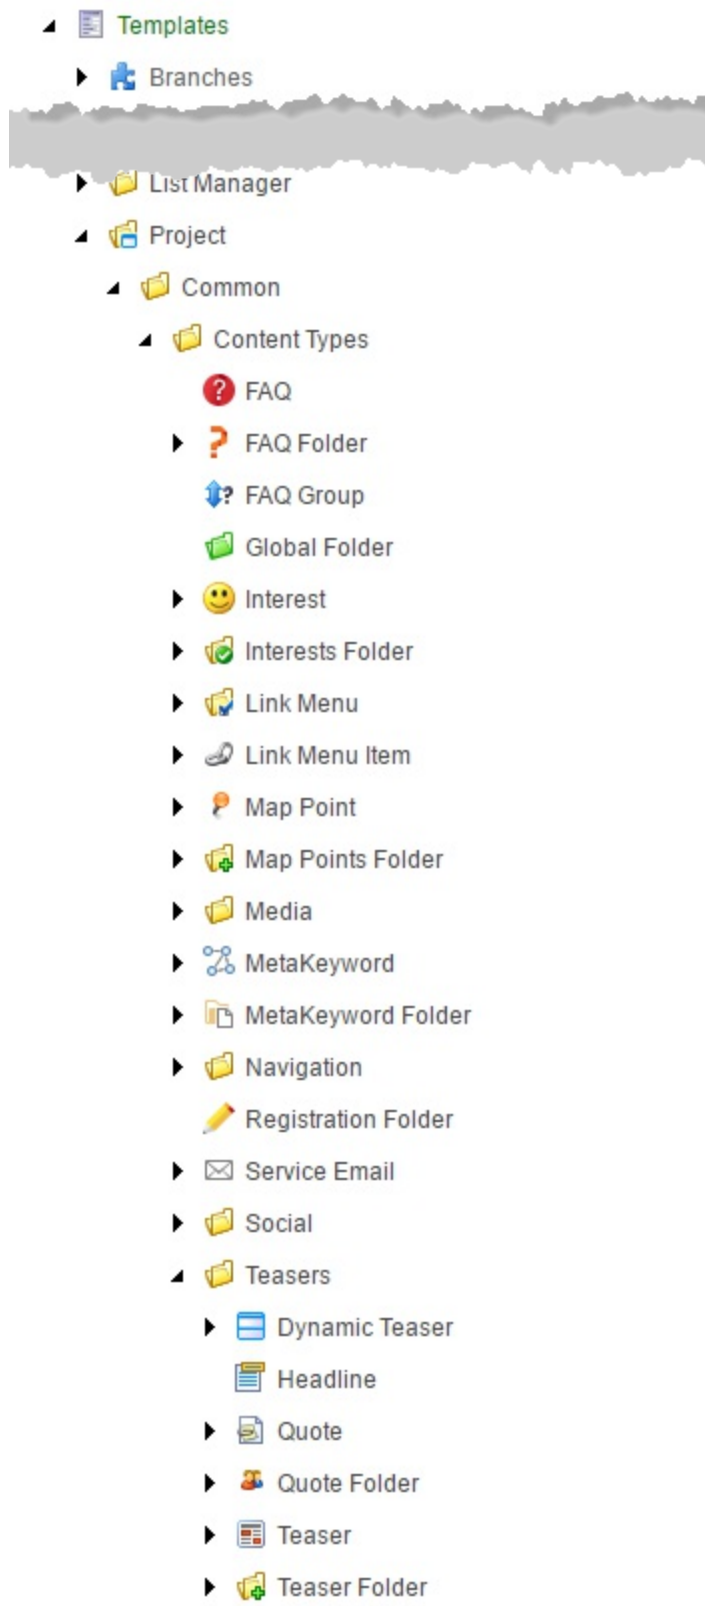 Templates
Branches
List Manager
Project
Common
Content Types
FAQ
FAQ Folder
FAQ Group
Global Folder
Interest
Interests Folder
Link Menu
Link Menu Item
Map Point
Map Points Folder
Media
MetaKeyword
MetaKeyword Folder
Navigation
Registration Folder
Service Email
Social
Teasers
Dynamic Teaser
Headline
Quote
Quote Folder
Teaser
Teaser Folder